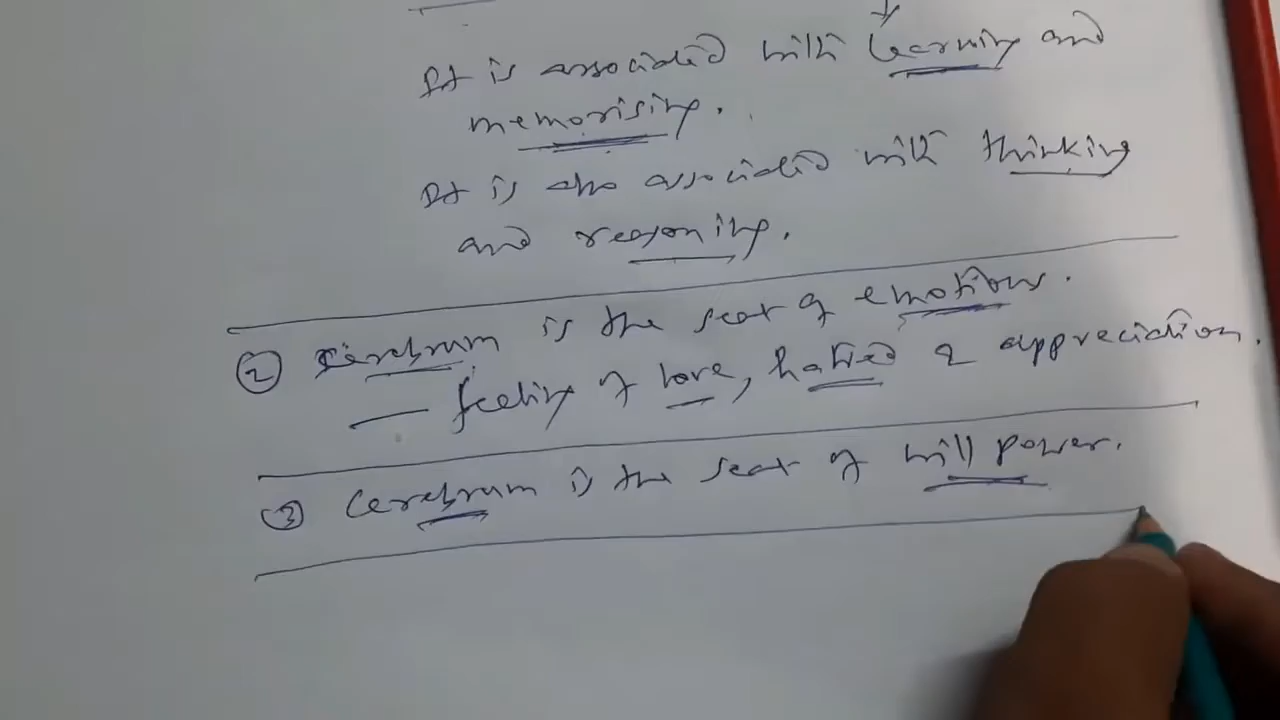 It is associated with learning and
memorising.
It is also associated with thinking
and reasoning.
② Cerebrum is the seat of emotions.
— feeling of love, hatred & appreciation.
③ Cerebrum is the seat of will power.